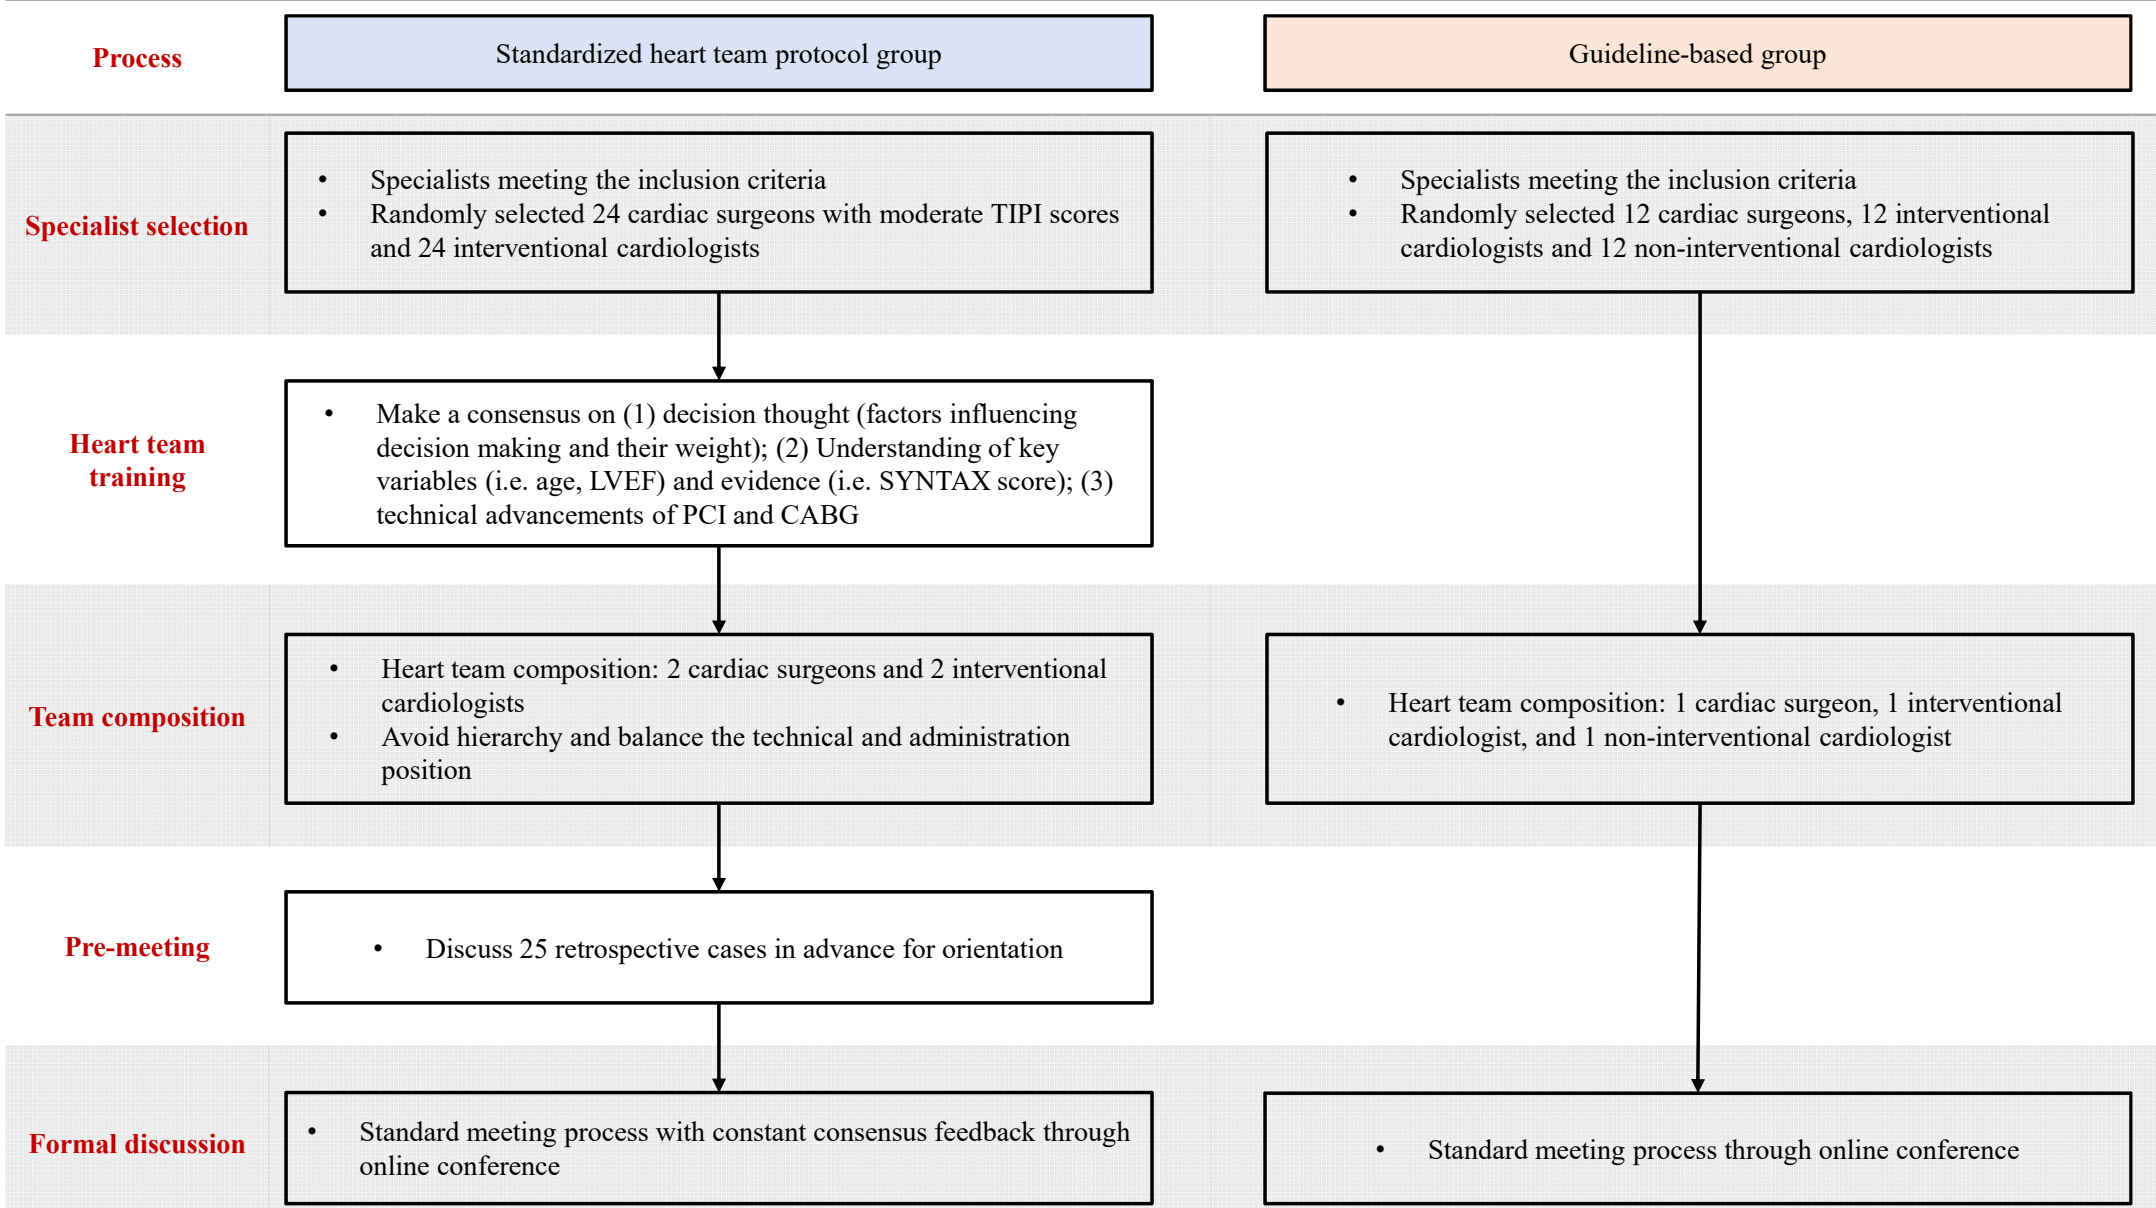 Process
Standardized heart team protocol group
Guideline-based group
Specialist selection
• Specialists meeting the inclusion criteria
• Randomly selected 24 cardiac surgeons with moderate TIPI scores
and 24 interventional cardiologists
• Specialists meeting the inclusion criteria
• Randomly selected 12 cardiac surgeons, 12 interventional
cardiologists and 12 non-interventional cardiologists
Heart team
training
• Make a consensus on (1) decision thought (factors influencing
decision making and their weight); (2) Understanding of key
variables (i.e. age, LVEF) and evidence (i.e. SYNTAX score); (3)
technical advancements of PCI and CABG
Team composition
• Heart team composition: 2 cardiac surgeons and 2 interventional
cardiologists
• Avoid hierarchy and balance the technical and administration
position
• Heart team composition: 1 cardiac surgeon, 1 interventional
cardiologist, and 1 non-interventional cardiologist
Pre-meeting
• Discuss 25 retrospective cases in advance for orientation
Formal discussion
• Standard meeting process with constant consensus feedback through
online conference
• Standard meeting process through online conference